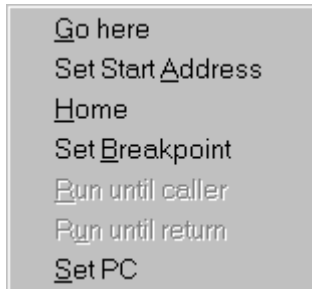 Go here
Set Start Address
Home
Set Breakpoint
Run until caller
Run until return
Set PC